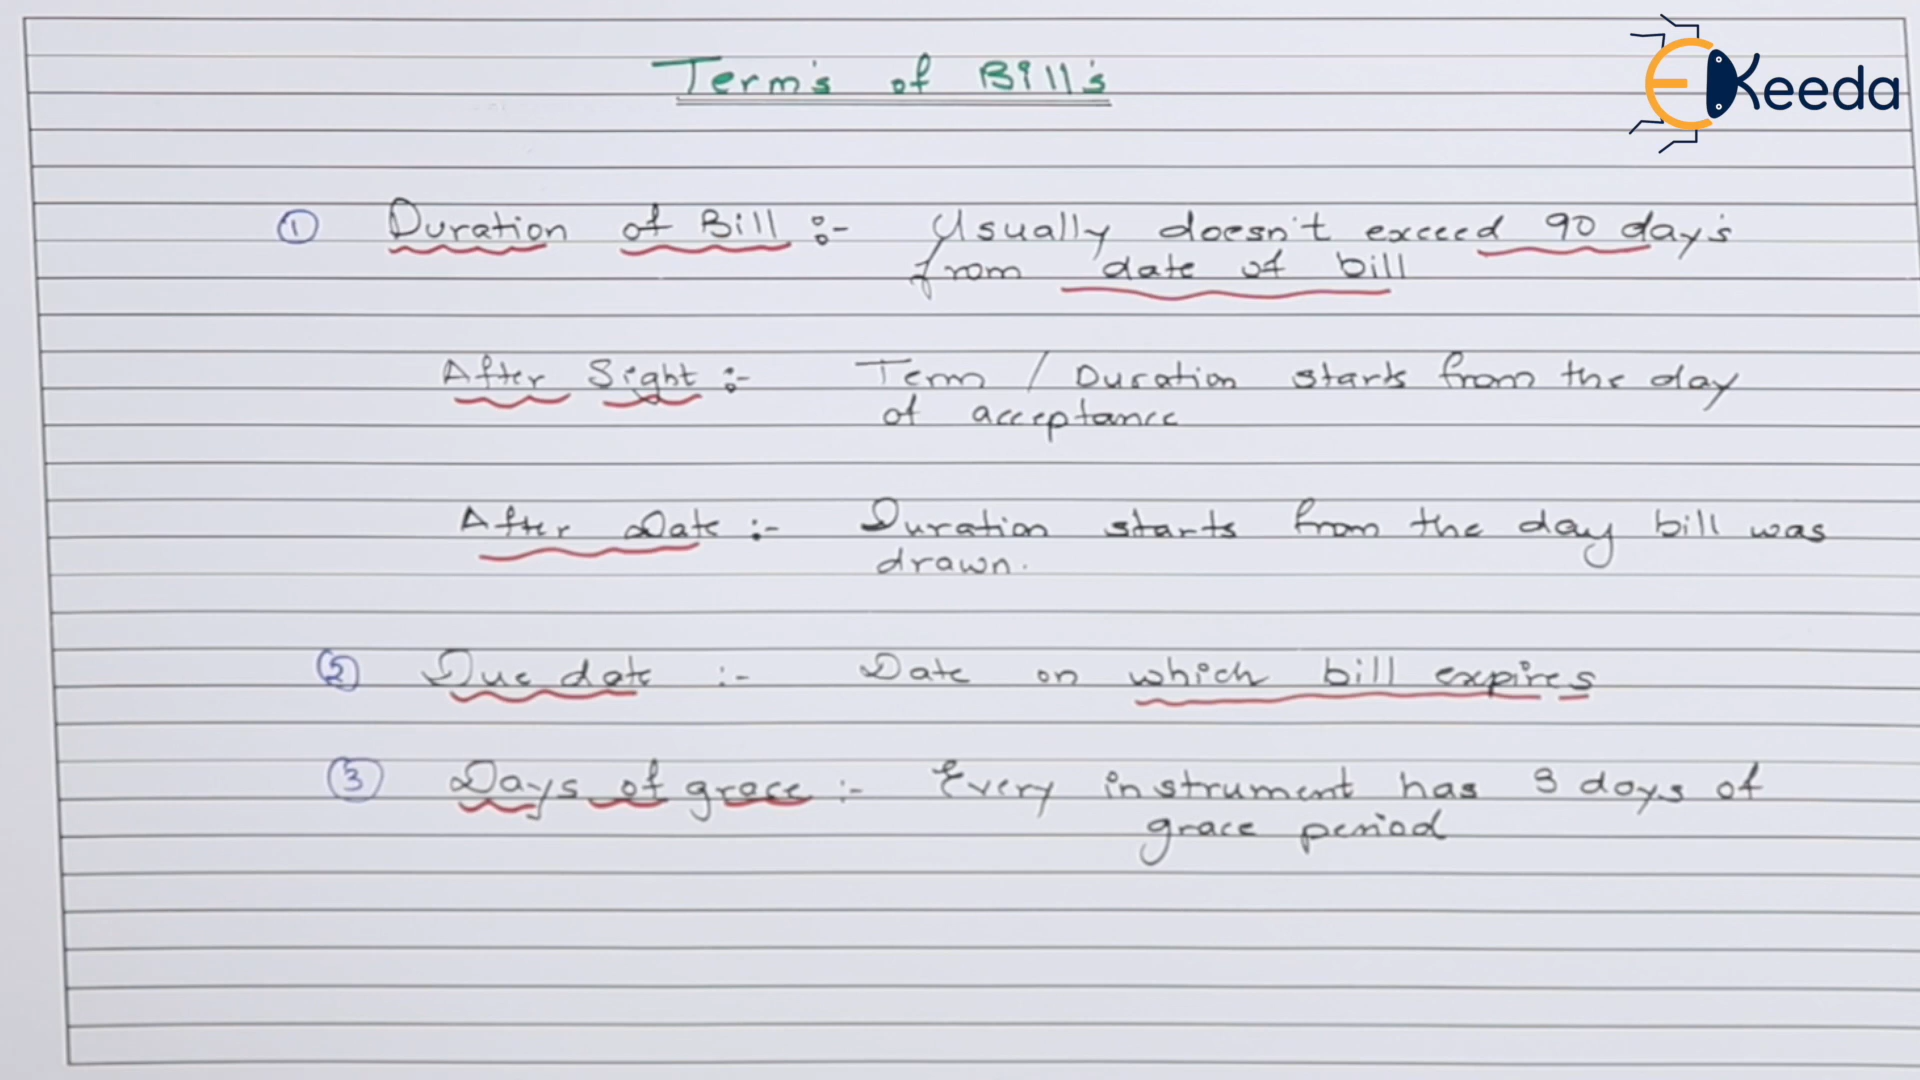 Term's of Bill's
EKeeda
① Duration of Bill :- Usually doesn't exceed 90 day's
from date of bill
After Sight :- Term / Duration starts from the day
of acceptance
After Date :- Duration starts from the day bill was
drawn.
② Due date :- Date on which bill expires
③ Days of grace :- Every instrument has 3 days of
grace period